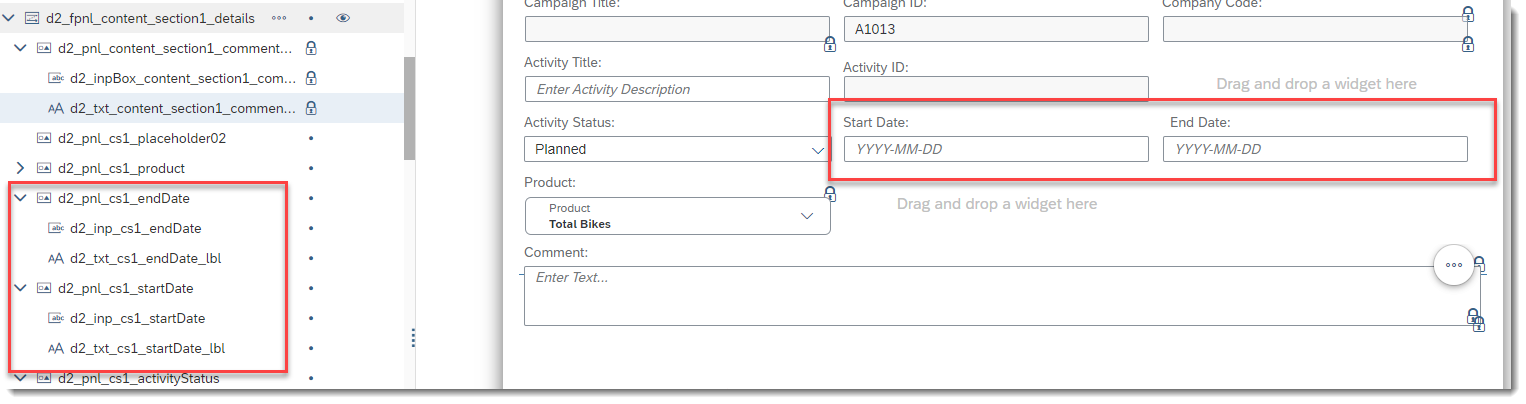 d2_fpnl_content_section1_details
d2_pnl_content_section1_comment...
d2_inpBox_content_section1_com...
d2_txt_content_section1_commen...
d2_pnl_cs1_placeholder02
d2_pnl_cs1_product
d2_pnl_cs1_endDate
d2_inp_cs1_endDate
d2_txt_cs1_endDate_lbl
d2_pnl_cs1_startDate
d2_inp_cs1_startDate
d2_txt_cs1_startDate_lbl
d2_pnl_cs1_activityStatus
Campaign Title: Campaign ID: Company Code:
A1013
Activity Title: Activity ID:
Enter Activity Description
Drag and drop a widget here
Activity Status: Start Date: End Date:
Planned YYYY-MM-DD YYYY-MM-DD
Product:
Product
Total Bikes
Drag and drop a widget here
Comment:
Enter Text...